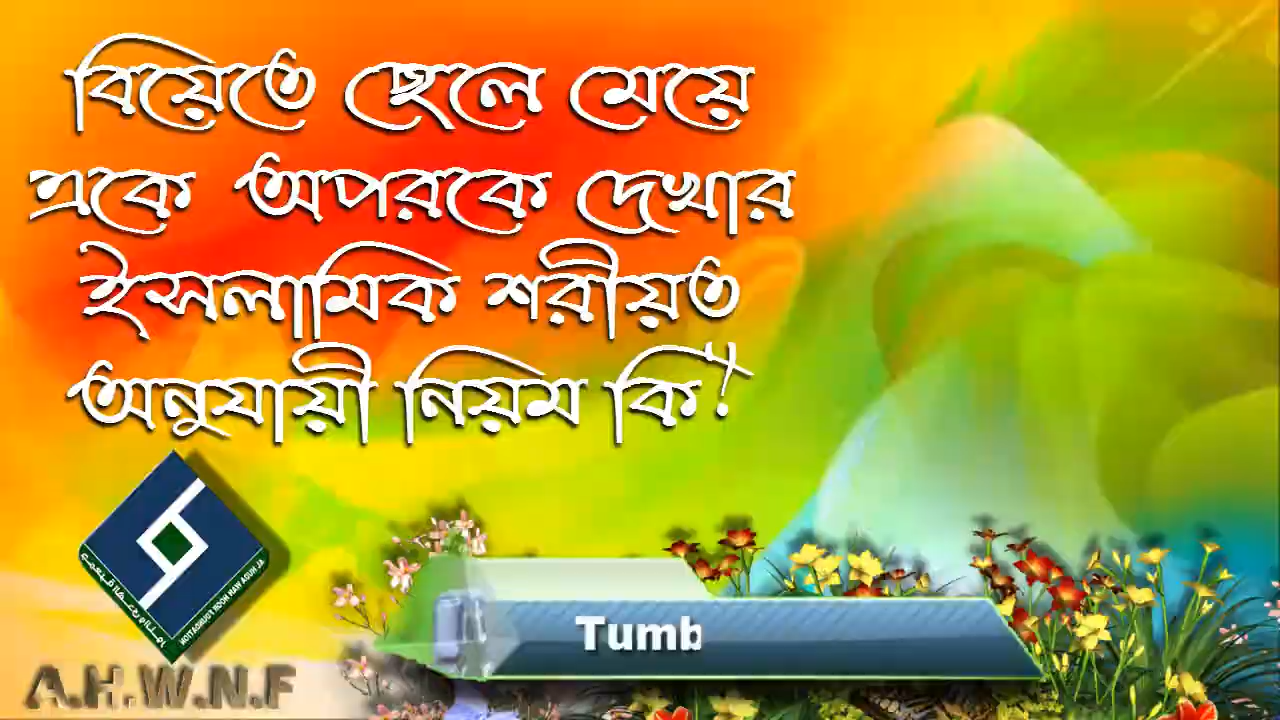 বিয়েতে ছেলে মেয়ে
একে অপরকে দেখার
ইসলামিক শরীয়ত
অনুযায়ী নিয়ম কি?
A.H.W.N.F
Tumb